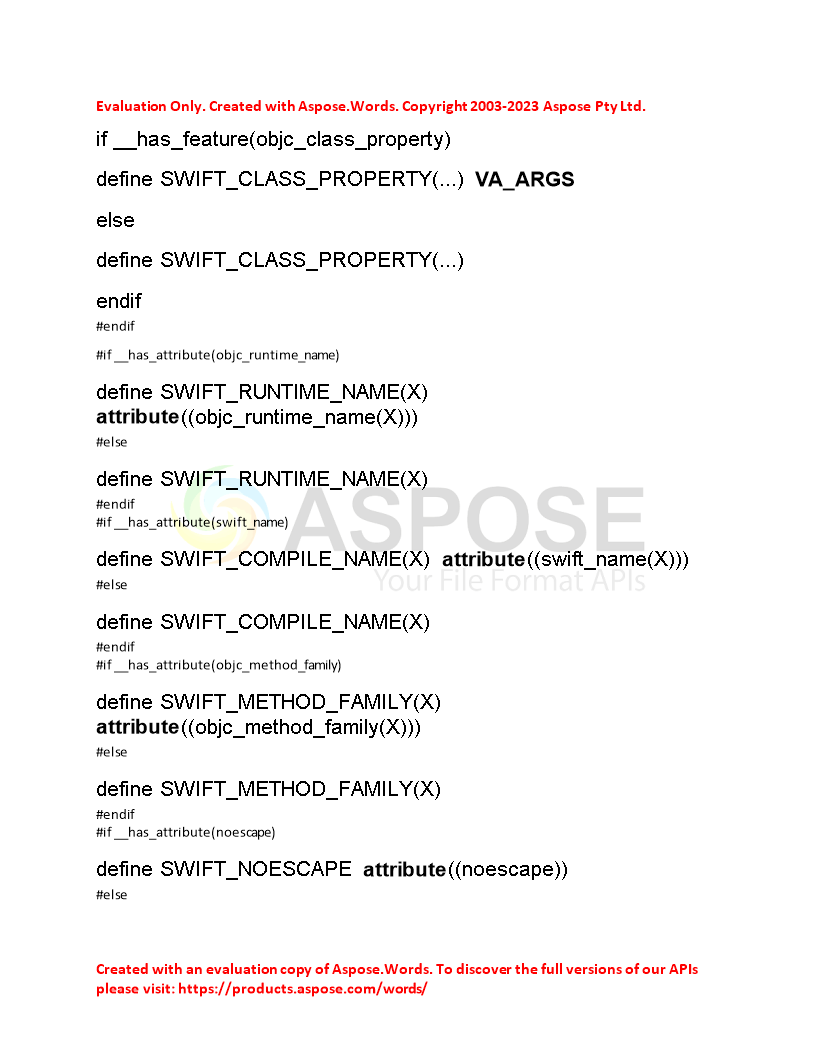 Evaluation Only. Created with Aspose.Words. Copyright 2003-2023 Aspose Pty Ltd.
if __has_feature(objc_class_property)
define SWIFT_CLASS_PROPERTY(...) VA_ARGS
else
define SWIFT_CLASS_PROPERTY(...)
endif
#endif
#if __has_attribute(objc_runtime_name)
define SWIFT_RUNTIME_NAME(X)
attribute((objc_runtime_name(X)))
#else
define SWIFT_RUNTIME_NAME(X)
#endif
#if __has_attribute(swift_name)
ASPOSE
define SWIFT_COMPILE_NAME(X) attribute((swift_name(X)))
Your File Format APIs
#else
define SWIFT_COMPILE_NAME(X)
#endif
#if __has_attribute(objc_method_family)
define SWIFT_METHOD_FAMILY(X)
attribute((objc_method_family(X)))
#else
define SWIFT_METHOD_FAMILY(X)
#endif
#if __has_attribute(noescape)
define SWIFT_NOESCAPE attribute((noescape))
#else
Created with an evaluation copy of Aspose.Words. To discover the full versions of our APIs
please visit: https://products.aspose.com/words/